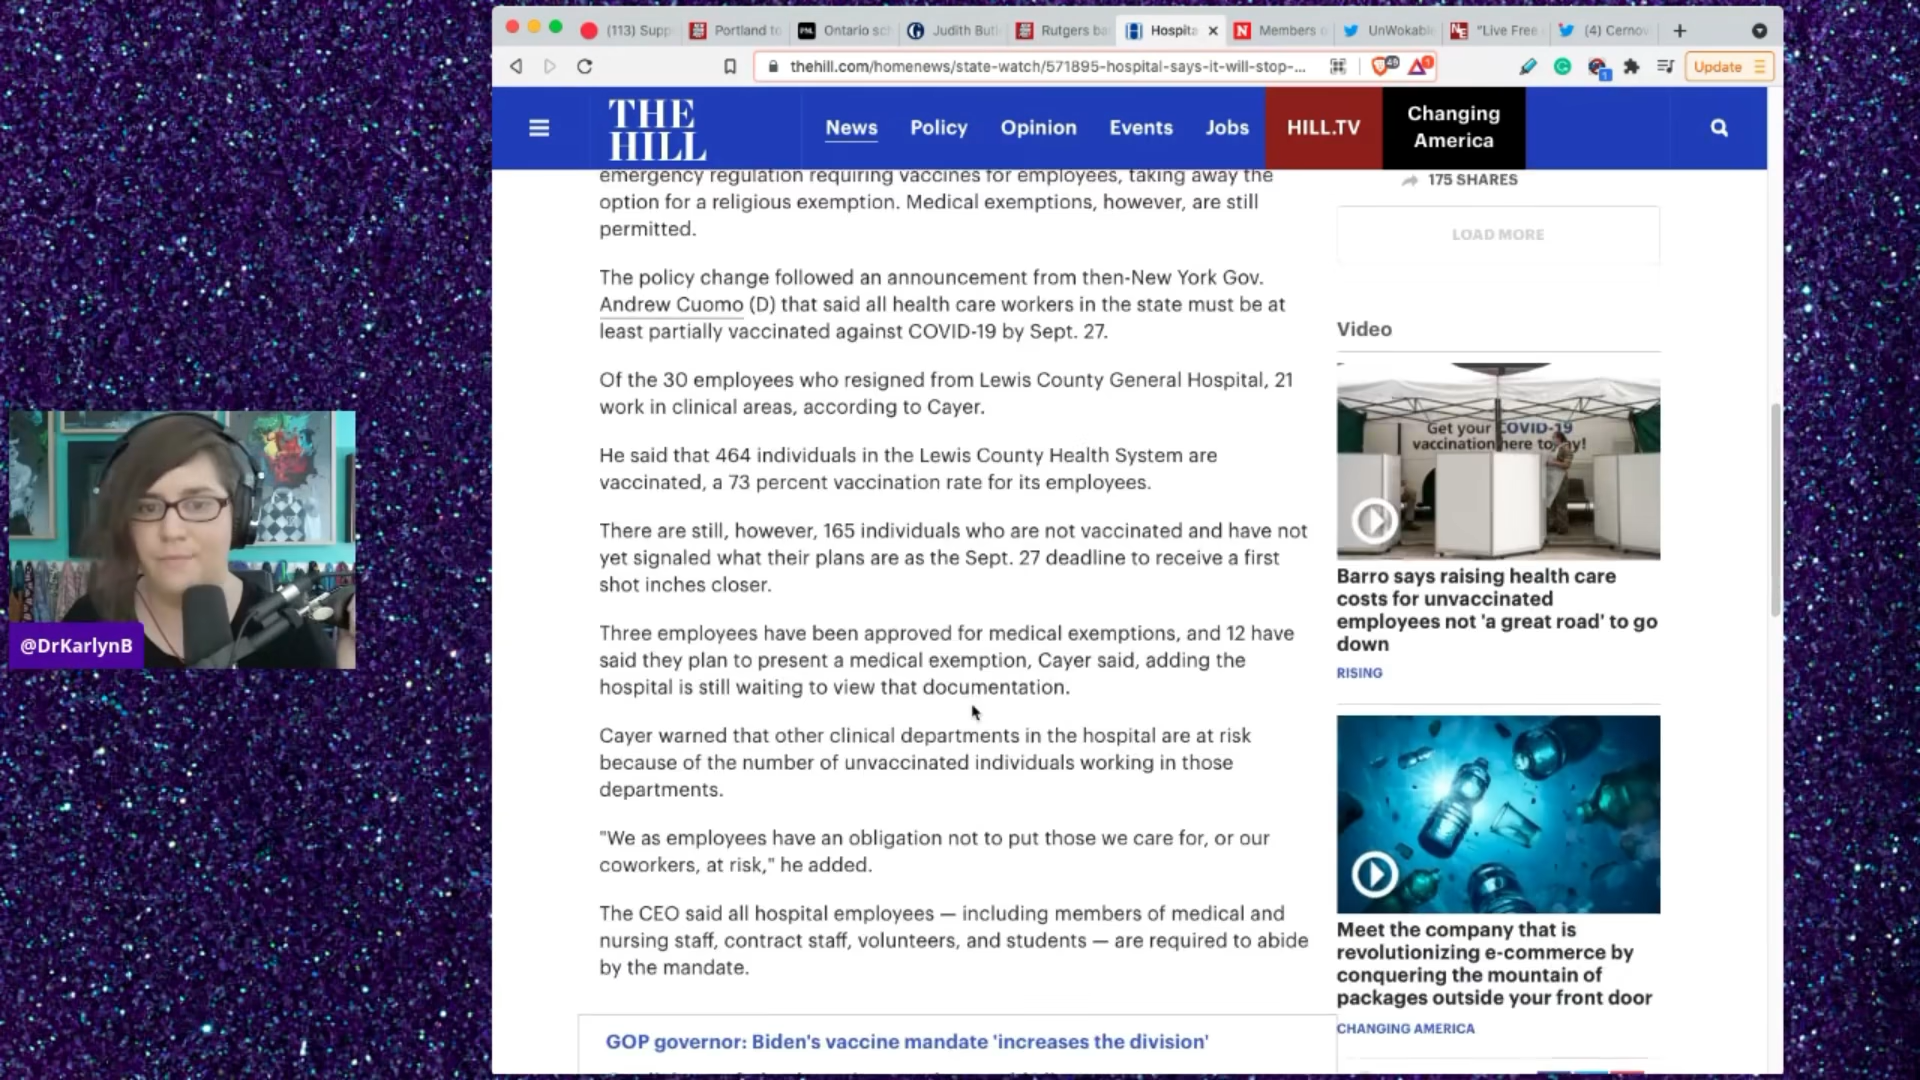 (113) Supp
Portland to
Ontario sch
Judith Butl
Rutgers ba
Hospita
Members o
UnWokable
"Live Free
(4) Cernov
thehill.com/homenews/state-watch/571895-hospital-says-it-will-stop-...
49
1
1
Update
THE
HILL
News
Policy
Opinion
Events
Jobs
HILL.TV
Changing
America
emergency regulation requiring vaccines for employees, taking away the
option for a religious exemption. Medical exemptions, however, are still
permitted.
The policy change followed an announcement from then-New York Gov.
Andrew Cuomo (D) that said all health care workers in the state must be at
least partially vaccinated against COVID-19 by Sept. 27.
Of the 30 employees who resigned from Lewis County General Hospital, 21
work in clinical areas, according to Cayer.
He said that 464 individuals in the Lewis County Health System are
vaccinated, a 73 percent vaccination rate for its employees.
There are still, however, 165 individuals who are not vaccinated and have not
yet signaled what their plans are as the Sept. 27 deadline to receive a first
shot inches closer.
Three employees have been approved for medical exemptions, and 12 have
said they plan to present a medical exemption, Cayer said, adding the
hospital is still waiting to view that documentation.
Cayer warned that other clinical departments in the hospital are at risk
because of the number of unvaccinated individuals working in those
departments.
"We as employees have an obligation not to put those we care for, or our
coworkers, at risk," he added.
The CEO said all hospital employees — including members of medical and
nursing staff, contract staff, volunteers, and students — are required to abide
by the mandate.
GOP governor: Biden's vaccine mandate 'increases the division'
175 SHARES
LOAD MORE
Video
Get your COVID-19
vaccination here today!
Barro says raising health care
costs for unvaccinated
employees not 'a great road' to go
down
RISING
Meet the company that is
revolutionizing e-commerce by
conquering the mountain of
packages outside your front door
CHANGING AMERICA
@DrKarlynB